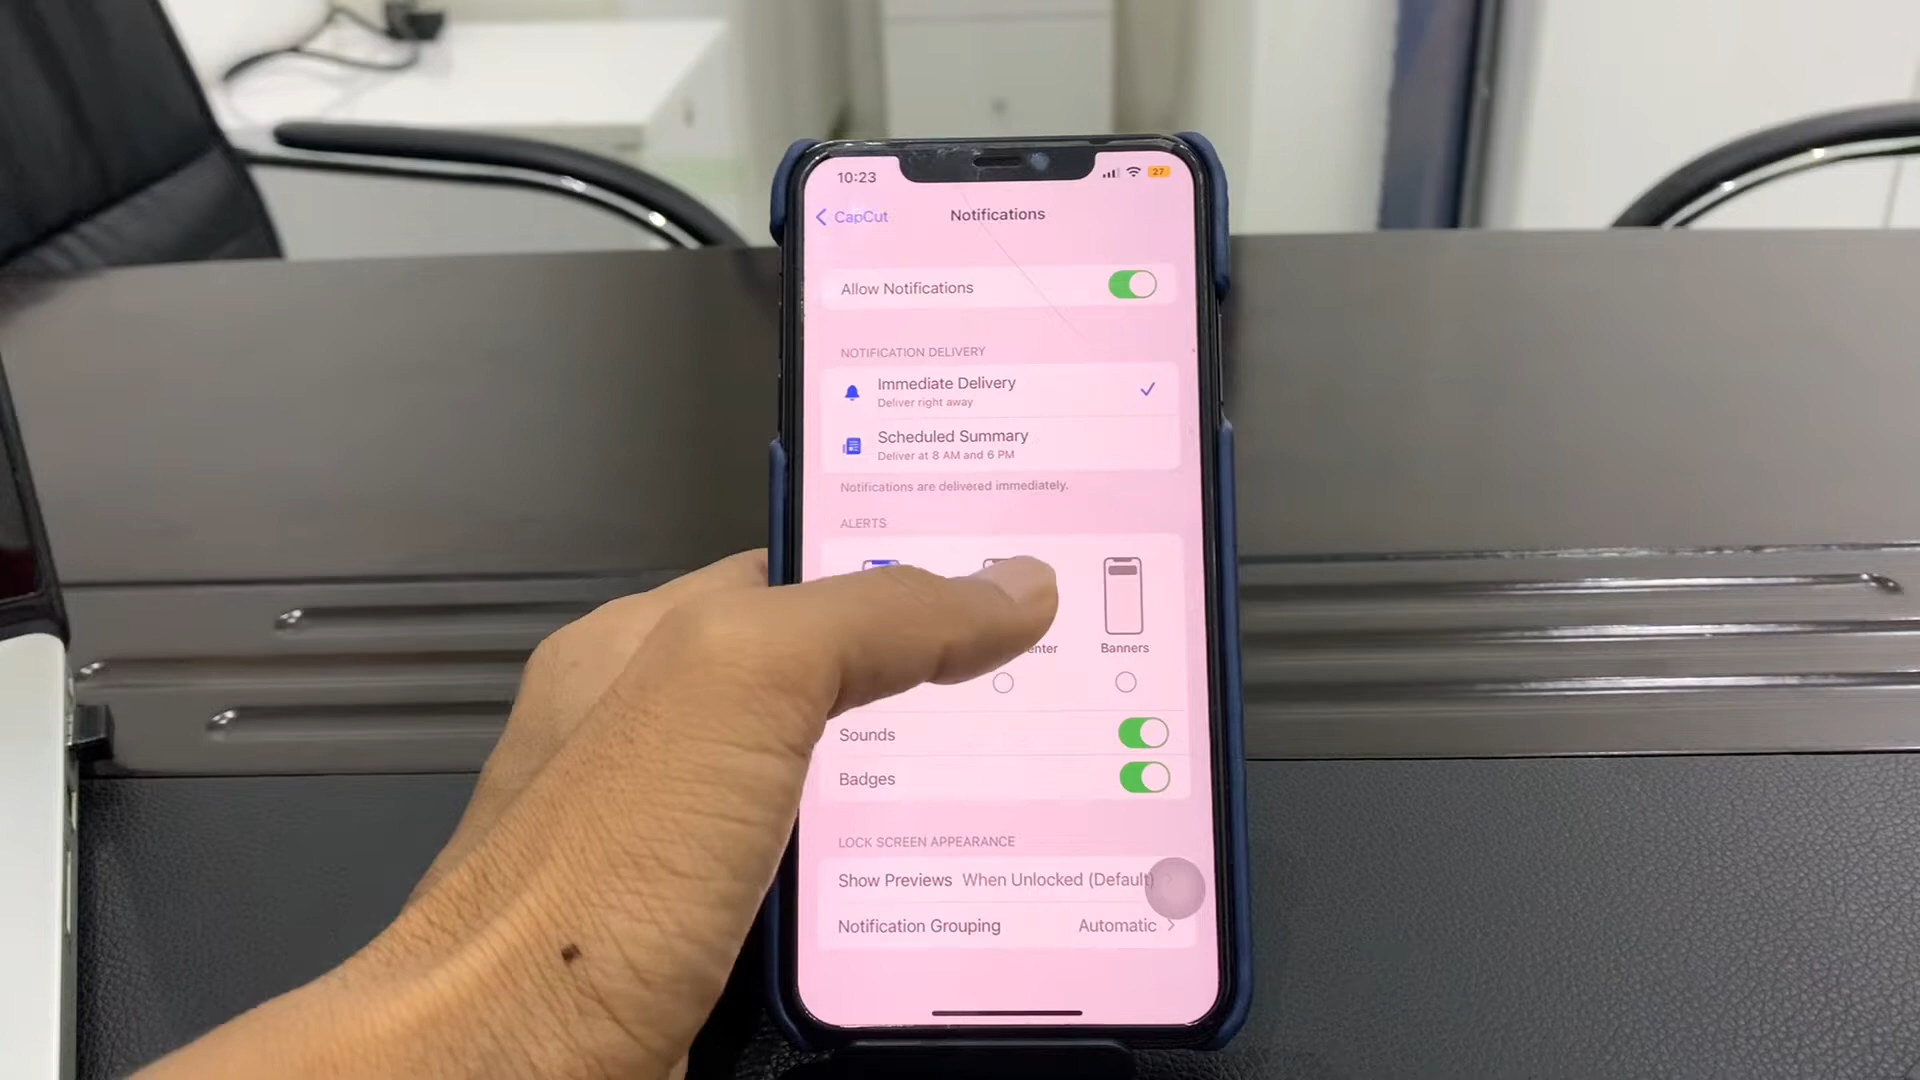 10:23
27
CapCut
Notifications
Allow Notifications
NOTIFICATION DELIVERY
Immediate Delivery
Deliver right away
Scheduled Summary
Deliver at 8 AM and 6 PM
Notifications are delivered immediately.
ALERTS
enter
Banners
Sounds
Badges
LOCK SCREEN APPEARANCE
Show Previews When Unlocked (Default)
Notification Grouping Automatic